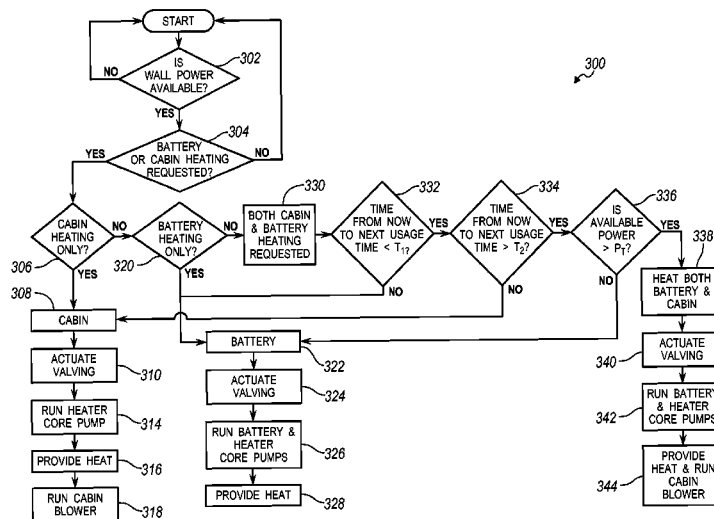 START
302
IS
WALL POWER
AVAILABLE?
NO
YES
300
304
BATTERY
OR CABIN HEATING
REQUESTED?
YES
NO
CABIN
HEATING
ONLY?
306
NO
YES
BATTERY
HEATING
ONLY?
320
NO
YES
330
BOTH CABIN
& BATTERY
HEATING
REQUESTED
332
TIME
FROM NOW
TO NEXT USAGE
TIME < T₁?
YES
NO
334
TIME
FROM NOW
TO NEXT USAGE
TIME > T₂?
YES
NO
336
IS
AVAILABLE
POWER
> PT?
YES
NO
338
HEAT BOTH
BATTERY &
CABIN
308
CABIN
ACTUATE
VALVING
310
RUN HEATER
CORE PUMP
314
PROVIDE HEAT
316
RUN CABIN
BLOWER
318
BATTERY
322
ACTUATE
VALVING
324
RUN BATTERY &
HEATER
CORE PUMPS
326
PROVIDE HEAT
328
ACTUATE
VALVING
340
RUN BATTERY
& HEATER
CORE PUMPS
342
PROVIDE
HEAT & RUN
CABIN
BLOWER
344